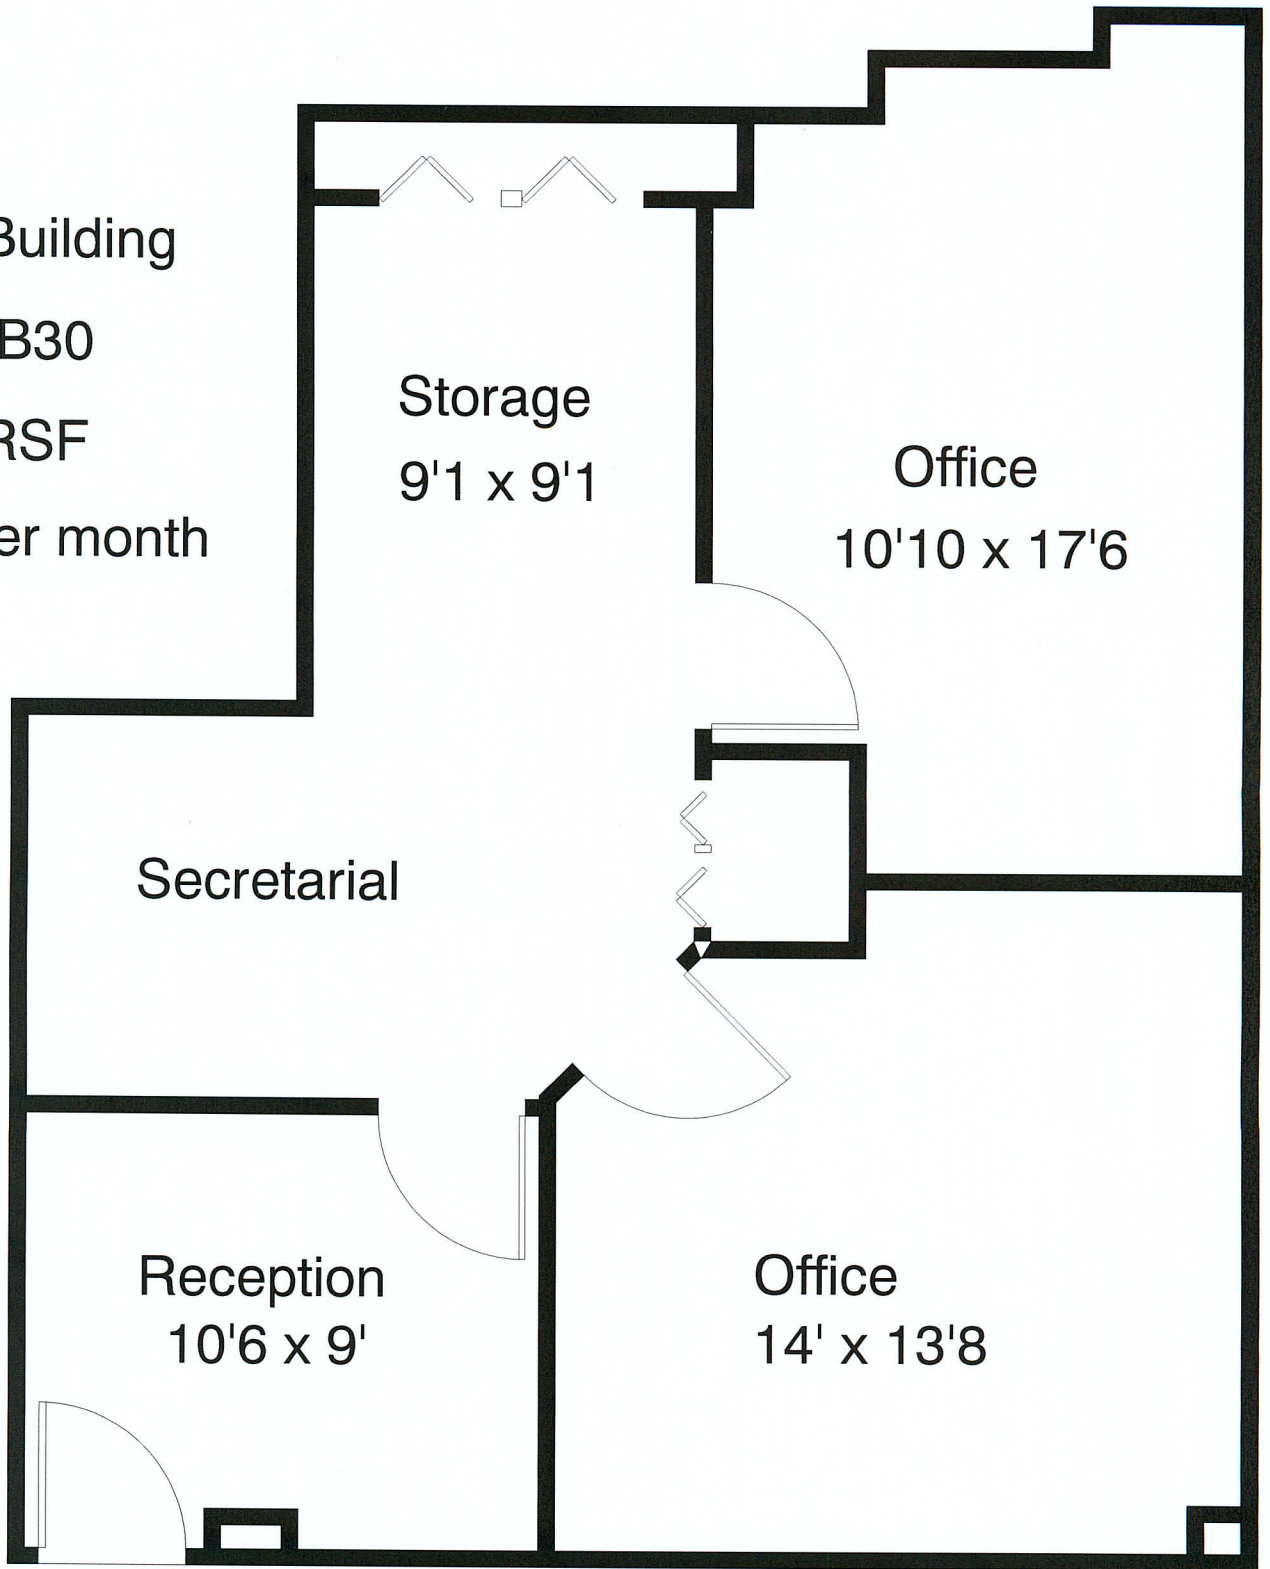 Building
B30
RSF
er month
Storage
9'1 x 9'1
Office
10'10 x 17'6
Secretarial
Reception
10'6 x 9'
Office
14' x 13'8